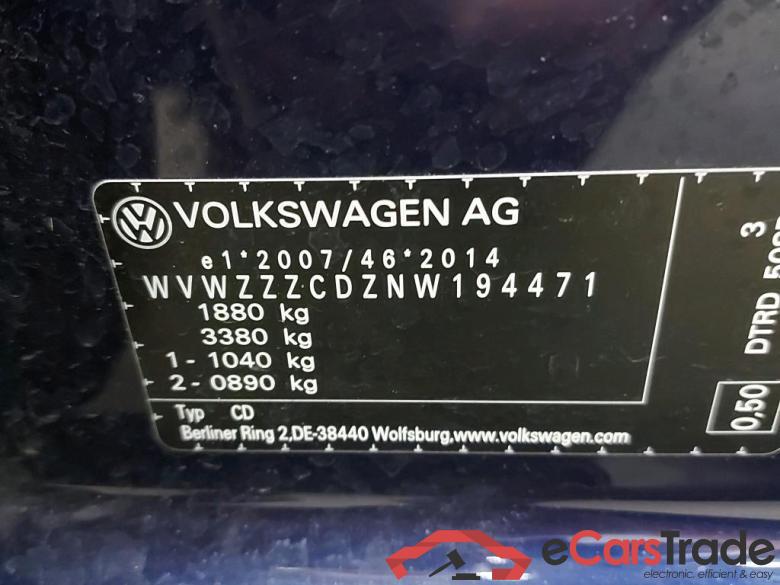 VOLKSWAGEN AG
e1*2007/46*2014
WVWZZZCDZNW194471
1880 kg
3380 kg
1 - 1040 kg
2 - 0890 kg
Typ CD
Berliner Ring 2,DE-38440 Wolfsburg,www.volkswagen.com
3
DTRD
0,50
eCarsTrade
electronic. efficient & easy